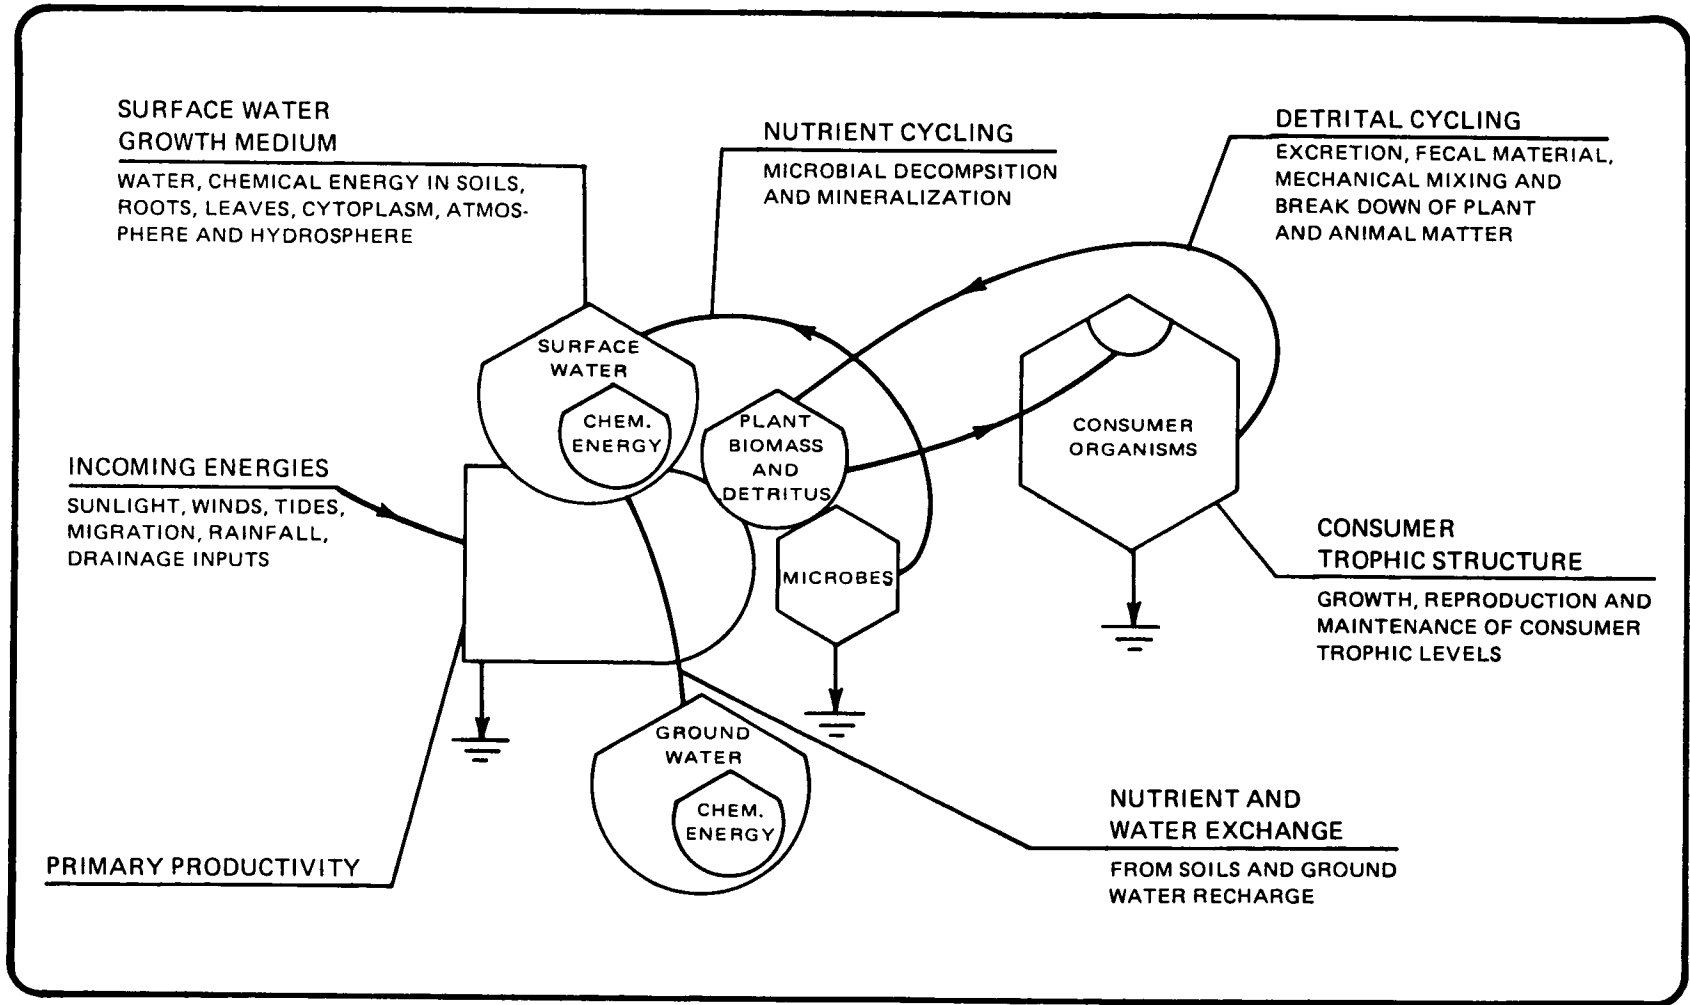 SURFACE WATER
GROWTH MEDIUM
WATER, CHEMICAL ENERGY IN SOILS,
ROOTS, LEAVES, CYTOPLASM, ATMOS-
PHERE AND HYDROSPHERE
NUTRIENT CYCLING
MICROBIAL DECOMPSITION
AND MINERALIZATION
DETRITAL CYCLING
EXCRETION, FECAL MATERIAL,
MECHANICAL MIXING AND
BREAK DOWN OF PLANT
AND ANIMAL MATTER
SURFACE
WATER
CHEM.
ENERGY
PLANT
BIOMASS
AND
DETRITUS
CONSUMER
ORGANISMS
INCOMING ENERGIES
SUNLIGHT, WINDS, TIDES,
MIGRATION, RAINFALL,
DRAINAGE INPUTS
MICROBES
CONSUMER
TROPHIC STRUCTURE
GROWTH, REPRODUCTION AND
MAINTENANCE OF CONSUMER
TROPHIC LEVELS
GROUND
WATER
CHEM.
ENERGY
PRIMARY PRODUCTIVITY
NUTRIENT AND
WATER EXCHANGE
FROM SOILS AND GROUND
WATER RECHARGE